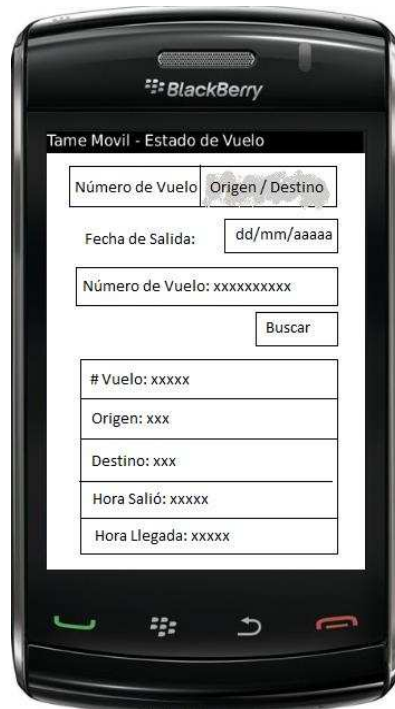 BlackBerry
Tame Movil - Estado de Vuelo
Número de Vuelo Origen / Destino
Fecha de Salida: dd/mm/aaaaa
Número de Vuelo: xxxxxxxxxx
Buscar
# Vuelo: xxxxx
Origen: xxx
Destino: xxx
Hora Salió: xxxxx
Hora Llegada: xxxxx